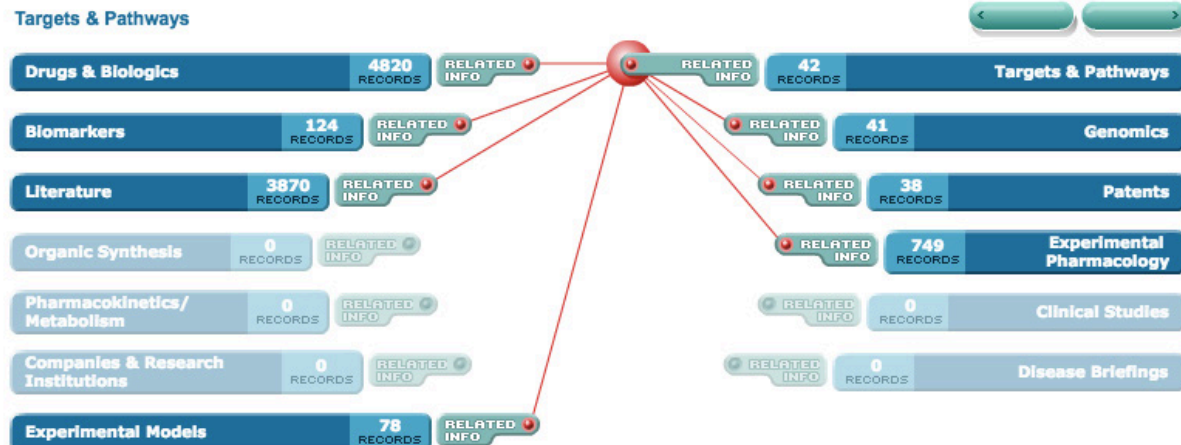 Targets & Pathways
Drugs & Biologics
4820
RECORDS
RELATED
INFO
RELATED
INFO
42
RECORDS
Targets & Pathways
Biomarkers
124
RECORDS
RELATED
INFO
RELATED
INFO
41
RECORDS
Genomics
Literature
3870
RECORDS
RELATED
INFO
RELATED
INFO
38
RECORDS
Patents
Organic Synthesis
0
RECORDS
RELATED
INFO
RELATED
INFO
749
RECORDS
Experimental
Pharmacology
Pharmacokinetics/
Metabolism
0
RECORDS
RELATED
INFO
RELATED
INFO
0
RECORDS
Clinical Studies
Companies & Research
Institutions
0
RECORDS
RELATED
INFO
RELATED
INFO
0
RECORDS
Disease Briefings
Experimental Models
78
RECORDS
RELATED
INFO